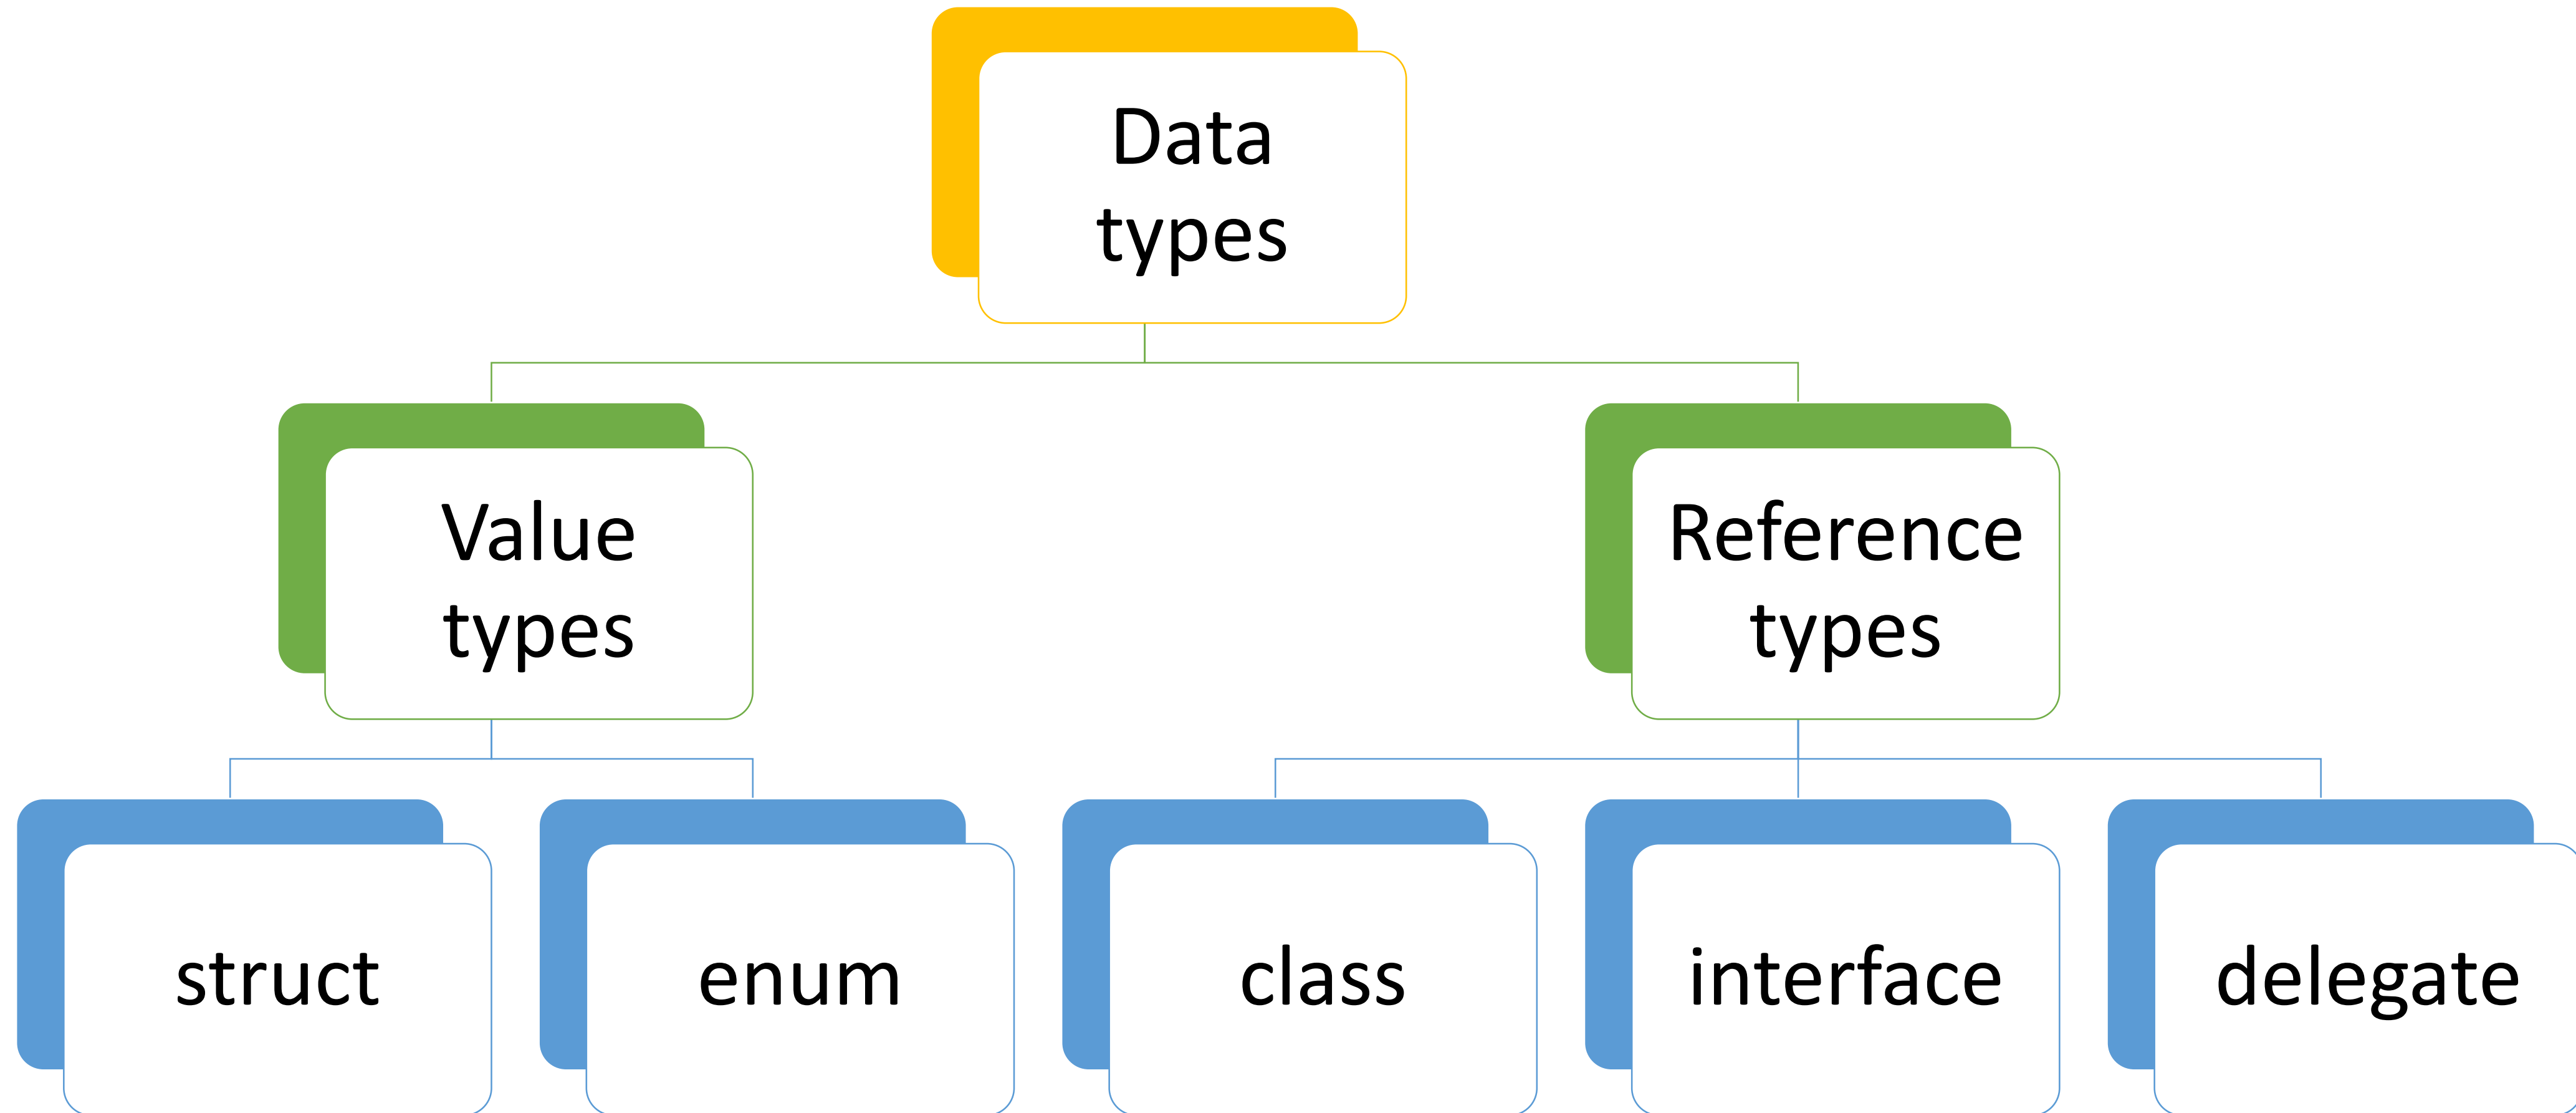 Data
types
Value
types
Reference
types
struct
enum
class
interface
delegate